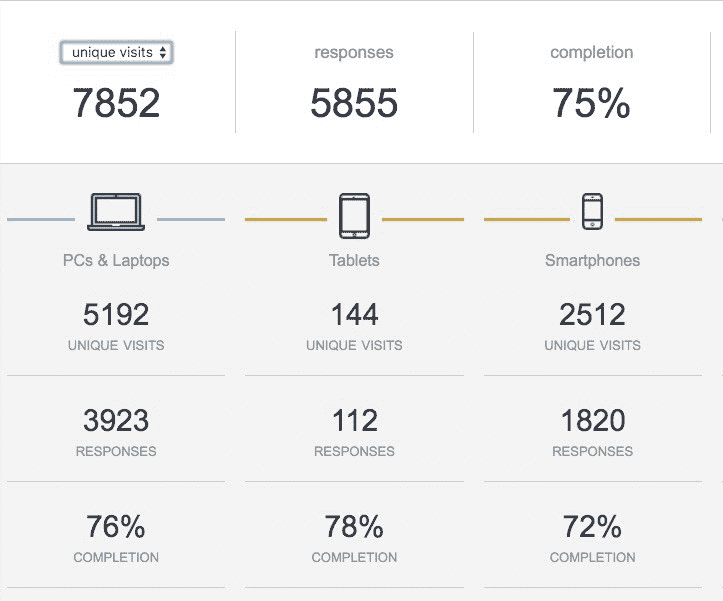 unique visits responses completion
7852 5855 75%
PCs & Laptops Tablets Smartphones
5192 144 2512
UNIQUE VISITS UNIQUE VISITS UNIQUE VISITS
3923 112 1820
RESPONSES RESPONSES RESPONSES
76% 78% 72%
COMPLETION COMPLETION COMPLETION